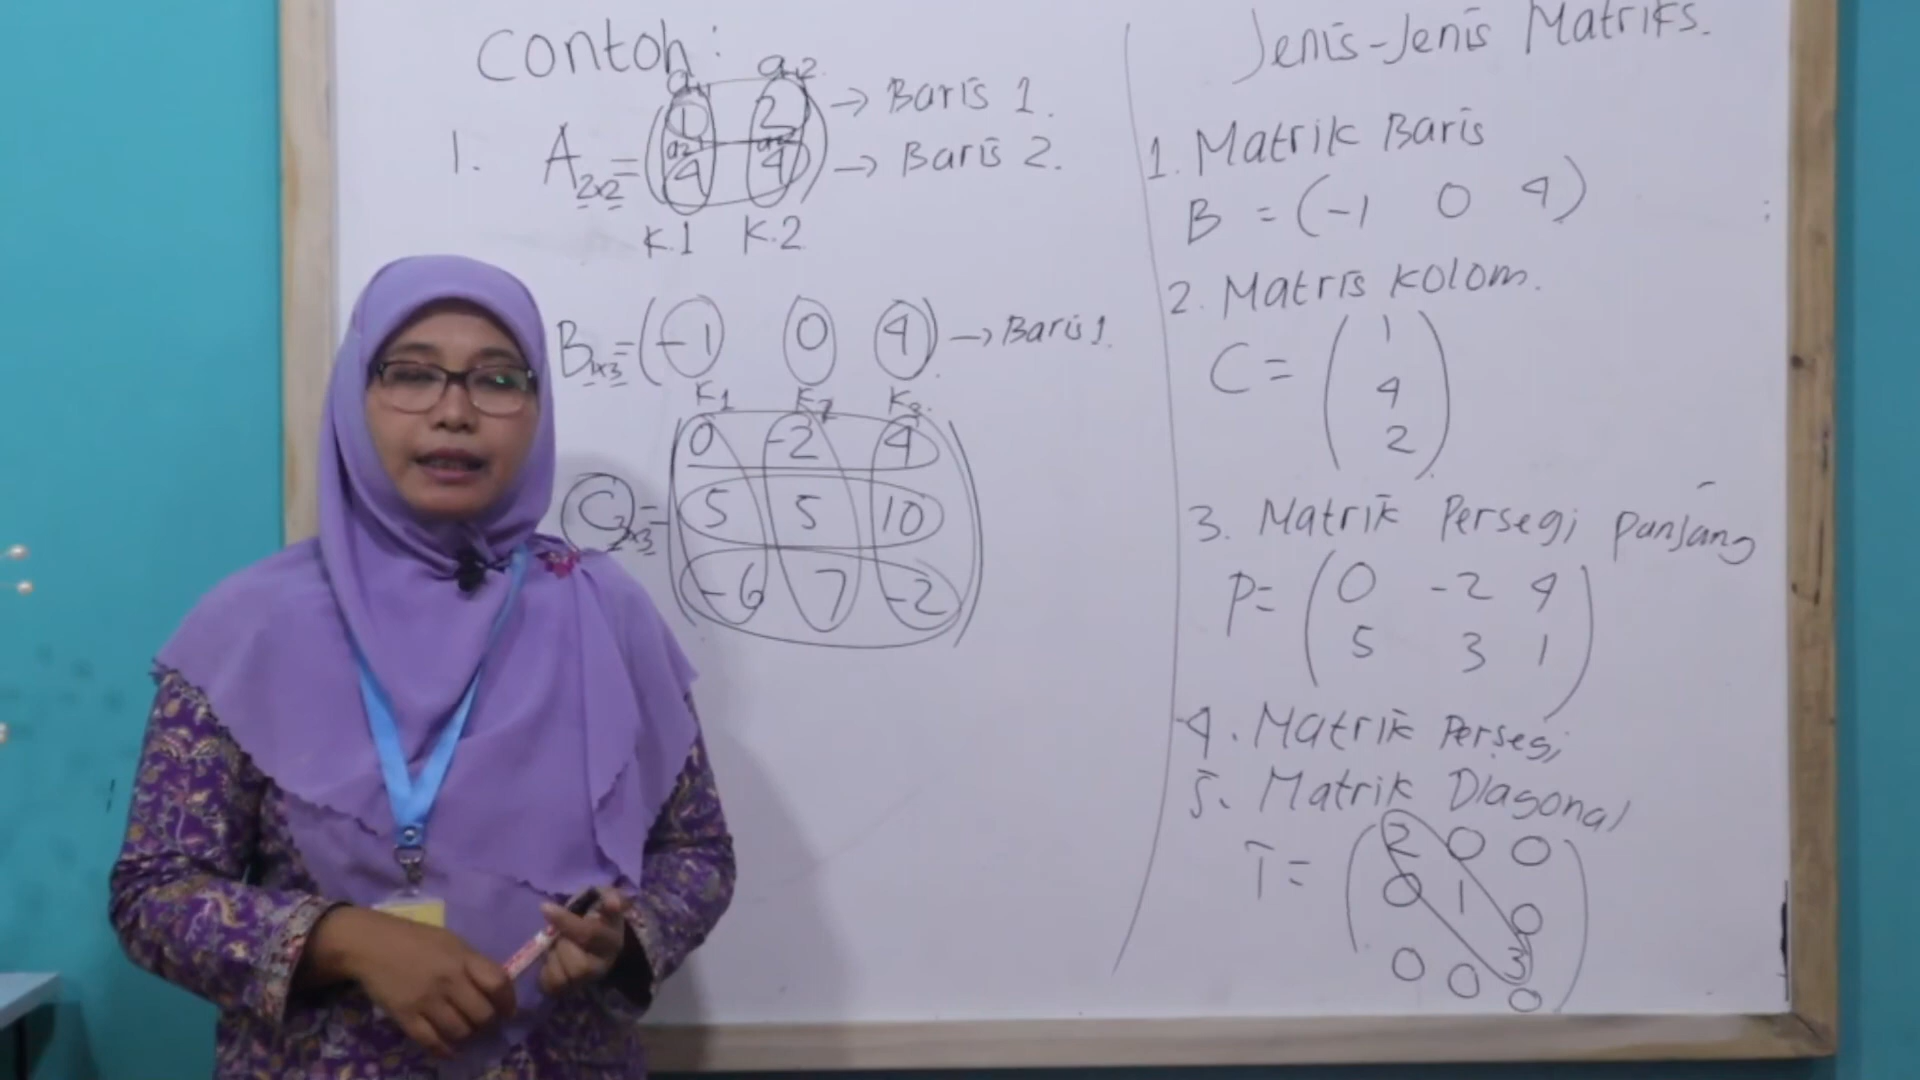 Contoh:
a11 a12
1. A2x2 = (1 2) → Baris 1.
a21 a22
(4 4) → Baris 2.
K.1 K.2
B1x3 = (-1 0 4) → Baris 1.
K1 K2 K3.
C3x3 = (0 -2 4
5 5 10
-6 7 -2)
Jenis-Jenis Matriks.
1. Matrik Baris
B = (-1 0 4)
2. Matris Kolom.
C = (1
4
2)
3. Matrik Persegi Panjang
P = (0 -2 4
5 3 1)
4. Matrik Persegi
5. Matrik Diagonal
T = (2 0 0
0 1 0
0 0 3
0)